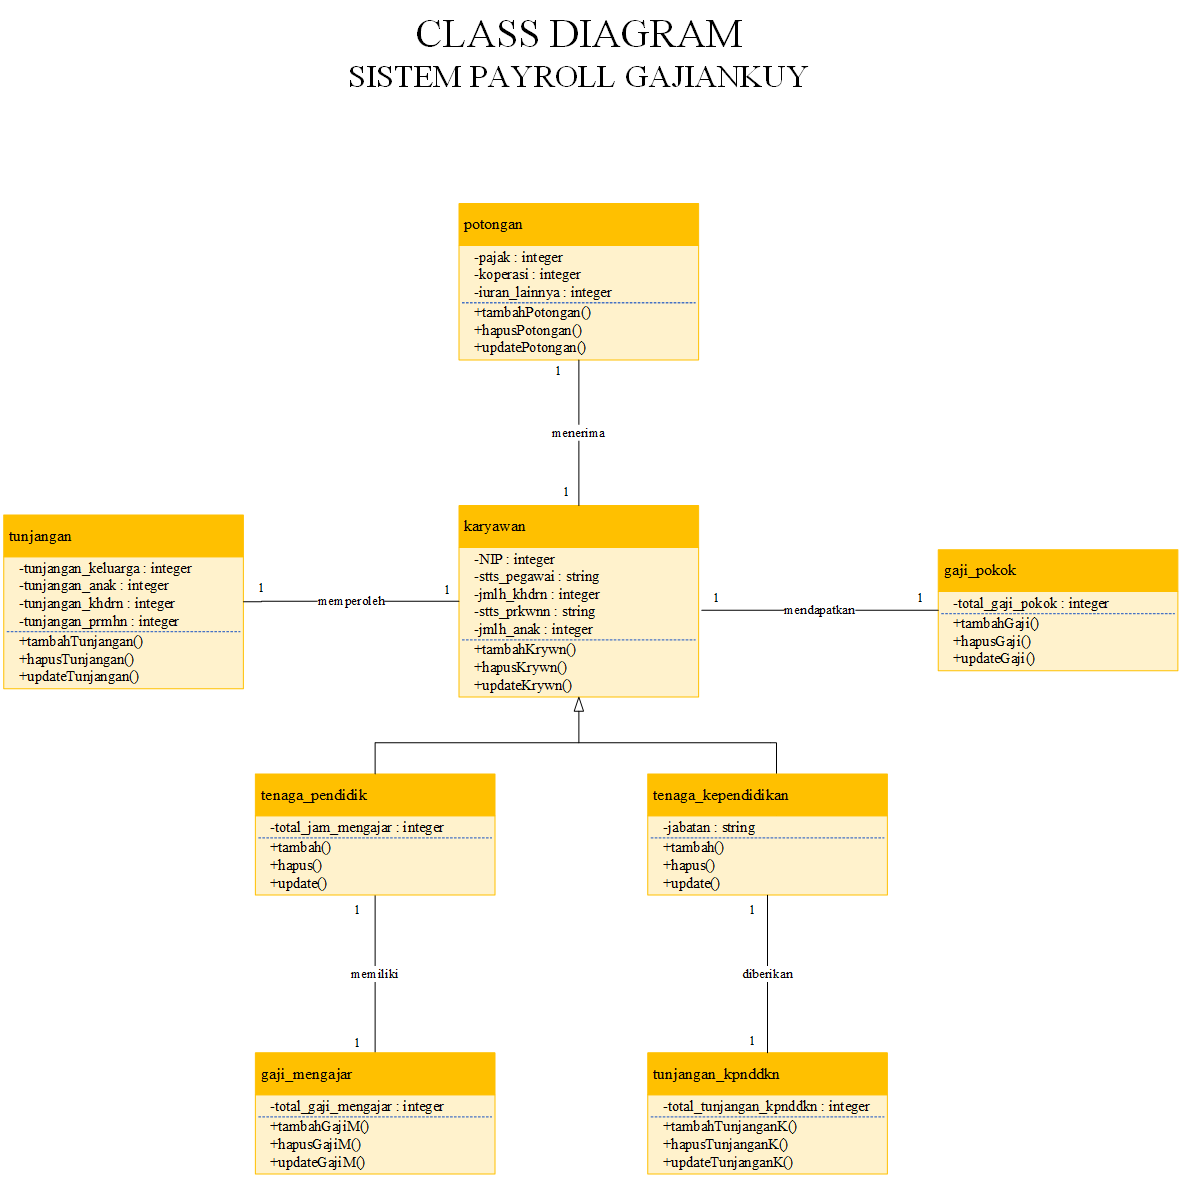 CLASS DIAGRAM
SISTEM PAYROLL GAJIANKUY
potongan
-pajak : integer
-koperasi : integer
-iuran_lainnya : integer
+tambahPotongan()
+hapusPotongan()
+updatePotongan()
1
menerima
1
tunjangan
-tunjangan_keluarga : integer
-tunjangan_anak : integer
-tunjangan_khdrn : integer
-tunjangan_prmhn : integer
+tambahTunjangan()
+hapusTunjangan()
+updateTunjangan()
1
memperoleh
1
karyawan
-NIP : integer
-stts_pegawai : string
-jmlh_khdrn : integer
-stts_prkwnn : string
-jmlh_anak : integer
+tambahKrywn()
+hapusKrywn()
+updateKrywn()
1
mendapatkan
1
gaji_pokok
-total_gaji_pokok : integer
+tambahGaji()
+hapusGaji()
+updateGaji()
tenaga_pendidik
-total_jam_mengajar : integer
+tambah()
+hapus()
+update()
tenaga_kependidikan
-jabatan : string
+tambah()
+hapus()
+update()
1
memiliki
1
1
diberikan
1
gaji_mengajar
-total_gaji_mengajar : integer
+tambahGajiM()
+hapusGajiM()
+updateGajiM()
tunjangan_kpnddkn
-total_tunjangan_kpnddkn : integer
+tambahTunjanganK()
+hapusTunjanganK()
+updateTunjanganK()